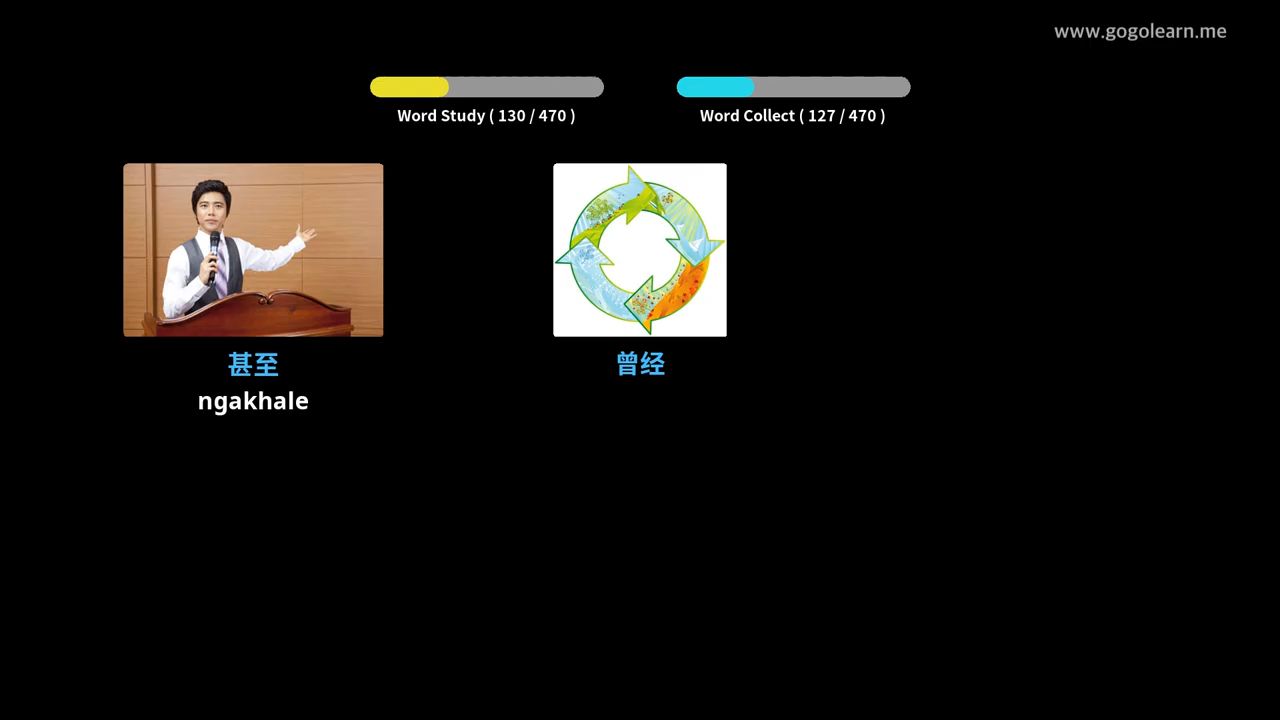 www.gogolearn.me
Word Study ( 130 / 470 )
Word Collect ( 127 / 470 )
甚至
ngakhale
曾经